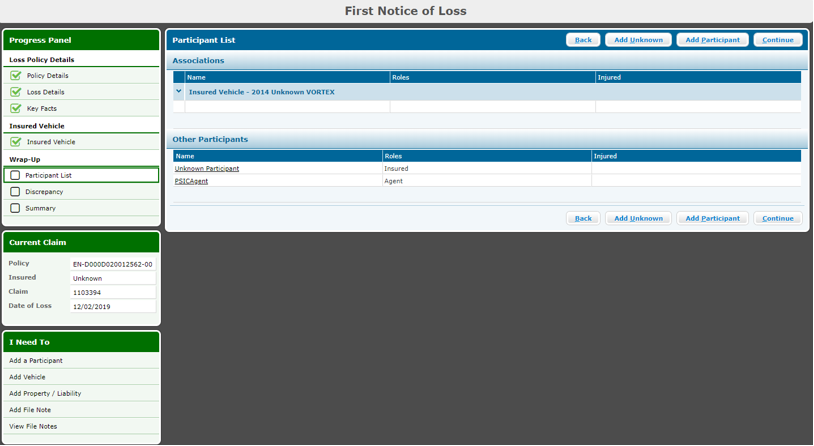 First Notice of Loss
Progress Panel
Loss Policy Details
Policy Details
Loss Details
Key Facts
Insured Vehicle
Insured Vehicle
Wrap-Up
Participant List
Discrepancy
Summary
Current Claim
Policy EN-D000D020012562-00
Insured Unknown
Claim 1103394
Date of Loss 12/02/2019
I Need To
Add a Participant
Add Vehicle
Add Property / Liability
Add File Note
View File Notes
Participant List Back Add Unknown Add Participant Continue
Associations
Name Roles Injured
Insured Vehicle - 2014 Unknown VORTEX
Other Participants
Name Roles Injured
Unknown Participant Insured
PSICAgent Agent
Back Add Unknown Add Participant Continue